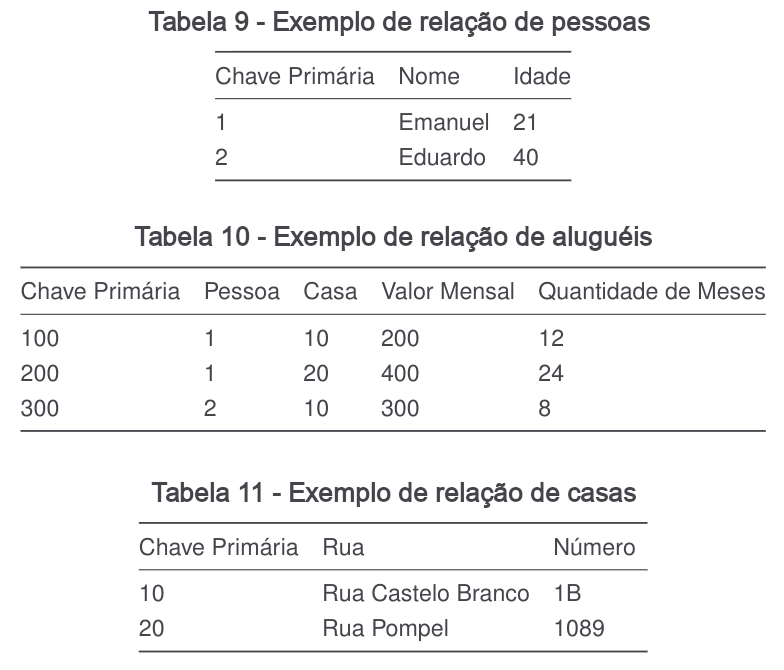 Tabela 9 - Exemplo de relação de pessoas
Chave Primária Nome Idade
1 Emanuel 21
2 Eduardo 40
Tabela 10 - Exemplo de relação de aluguéis
Chave Primária Pessoa Casa Valor Mensal Quantidade de Meses
100 1 10 200 12
200 1 20 400 24
300 2 10 300 8
Tabela 11 - Exemplo de relação de casas
Chave Primária Rua Número
10 Rua Castelo Branco 1B
20 Rua Pompel 1089